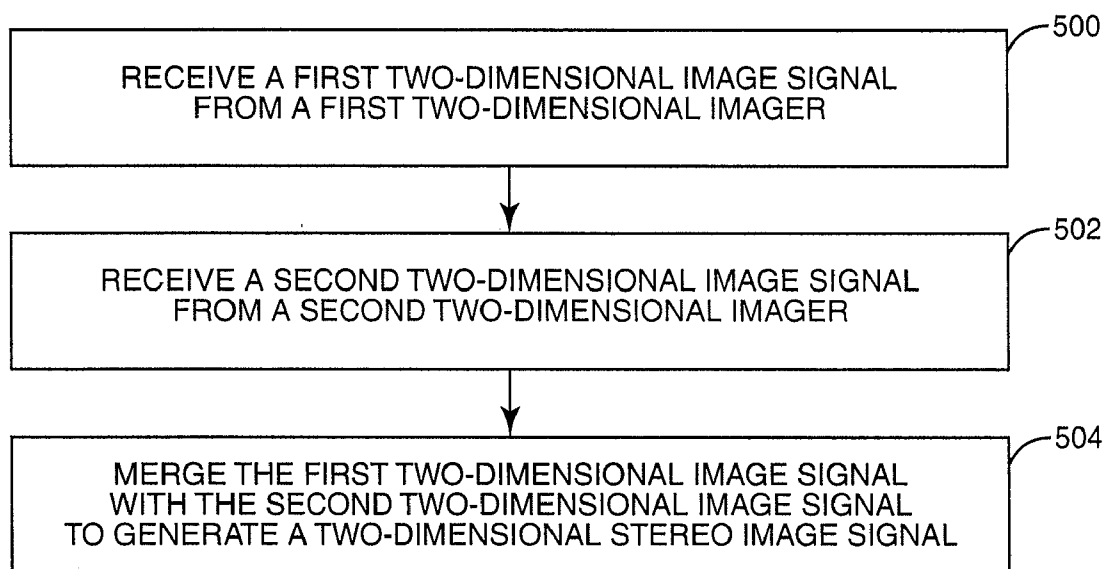 500
RECEIVE A FIRST TWO-DIMENSIONAL IMAGE SIGNAL
FROM A FIRST TWO-DIMENSIONAL IMAGER
502
RECEIVE A SECOND TWO-DIMENSIONAL IMAGE SIGNAL
FROM A SECOND TWO-DIMENSIONAL IMAGER
504
MERGE THE FIRST TWO-DIMENSIONAL IMAGE SIGNAL
WITH THE SECOND TWO-DIMENSIONAL IMAGE SIGNAL
TO GENERATE A TWO-DIMENSIONAL STEREO IMAGE SIGNAL